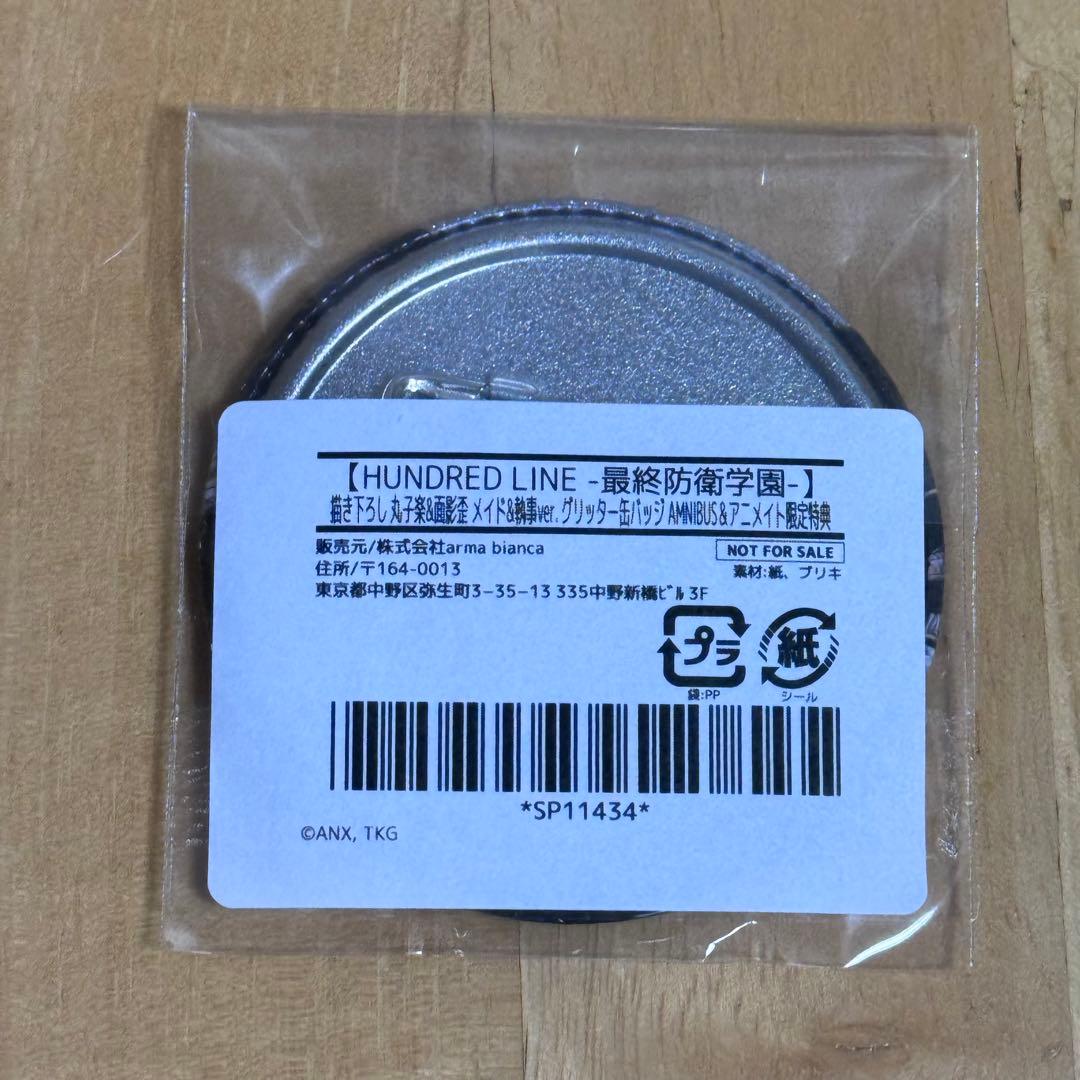 【HUNDRED LINE -最終防衛学園-】
描き下ろし 丸子楽&面影歪 メイド&執事ver. グリッター缶バッジ AMNIBUS&アニメイト限定特典
販売元/株式会社arma bianca
NOT FOR SALE
住所/〒164-0013
素材:紙、ブリキ
東京都中野区弥生町3-35-13 335中野新橋ビル 3F
プラ
紙
袋:PP
シール
*SP11434*
©ANX, TKG